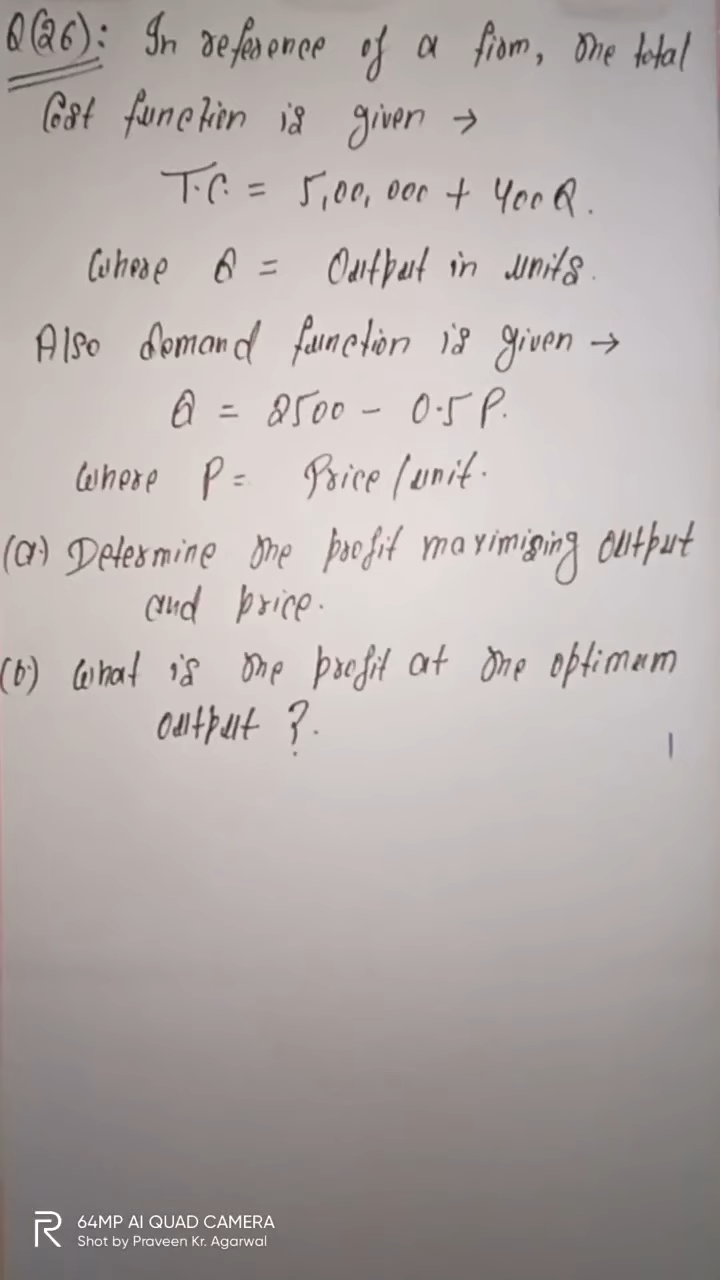 Q(26): In reference of a firm, the total
Cost function is given →
T.C. = 5,00,000 + 400Q.
Where Q = Output in units.
Also demand function is given →
Q = 2500 - 0.5P.
Where P = Price/unit.
(a) Determine the profit maximising output
and price.
(b) What is the profit at the optimum
output?.
R
64MP AI QUAD CAMERA
Shot by Praveen Kr. Agarwal